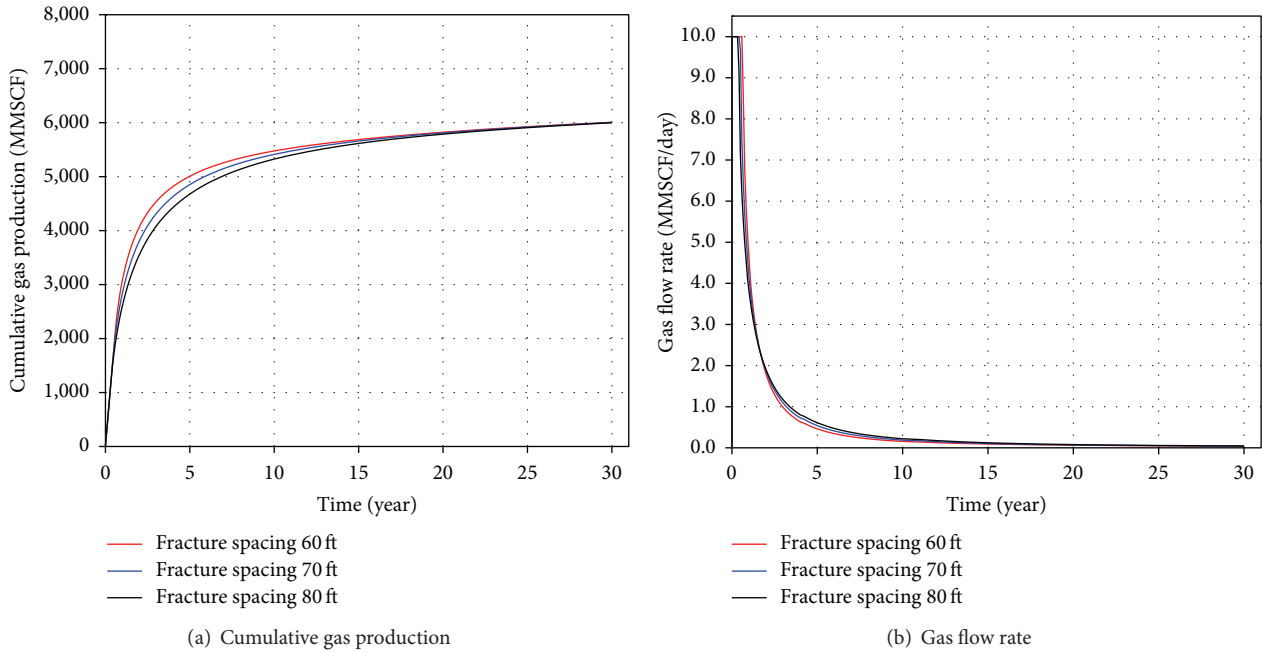 8,000
7,000
6,000
5,000
4,000
3,000
2,000
1,000
0
Cumulative gas production (MMSCF)
0 5 10 15 20 25 30
Time (year)
Fracture spacing 60 ft
Fracture spacing 70 ft
Fracture spacing 80 ft
(a) Cumulative gas production
10.0
9.0
8.0
7.0
6.0
5.0
4.0
3.0
2.0
1.0
0.0
Gas flow rate (MMSCF/day)
0 5 10 15 20 25 30
Time (year)
Fracture spacing 60 ft
Fracture spacing 70 ft
Fracture spacing 80 ft
(b) Gas flow rate